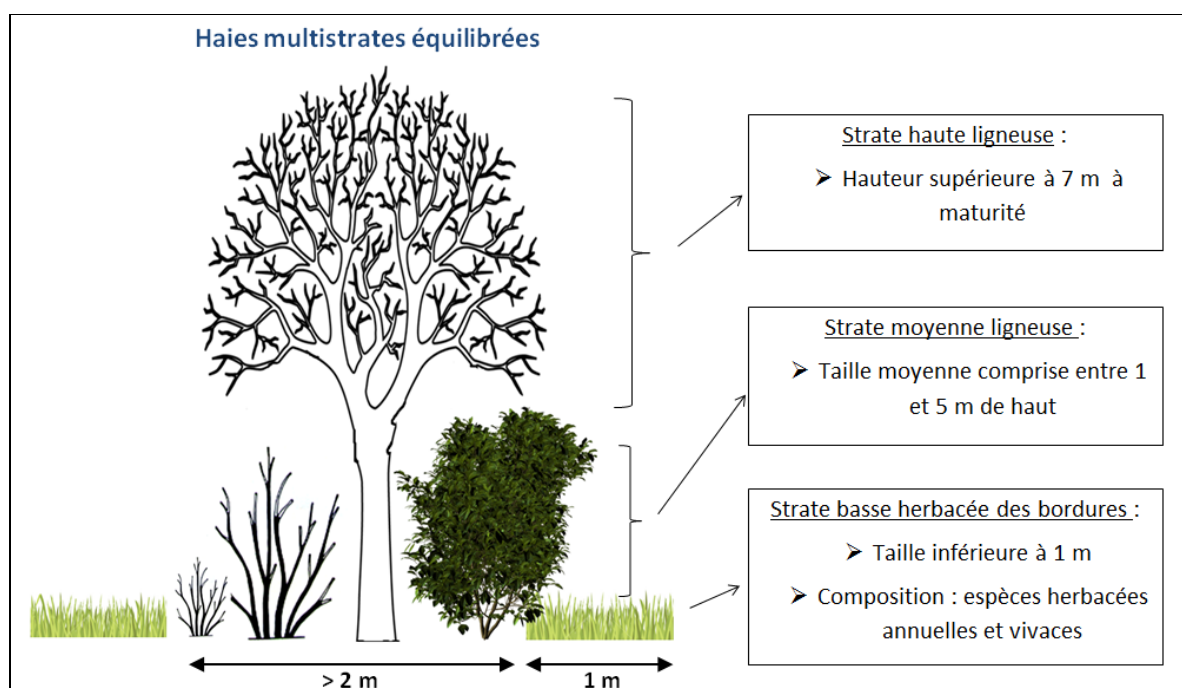 Haies multistrates équilibrées
Strate haute ligneuse :
➢ Hauteur supérieure à 7 m à
maturité
Strate moyenne ligneuse :
➢ Taille moyenne comprise entre 1
et 5 m de haut
Strate basse herbacée des bordures :
➢ Taille inférieure à 1 m
➢ Composition : espèces herbacées
annuelles et vivaces
> 2 m
1 m